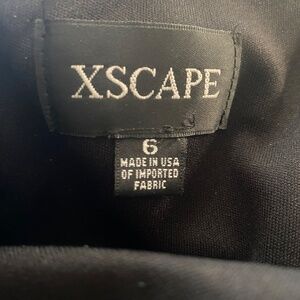 XSCAPE
6
MADE IN USA
OF IMPORTED
FABRIC